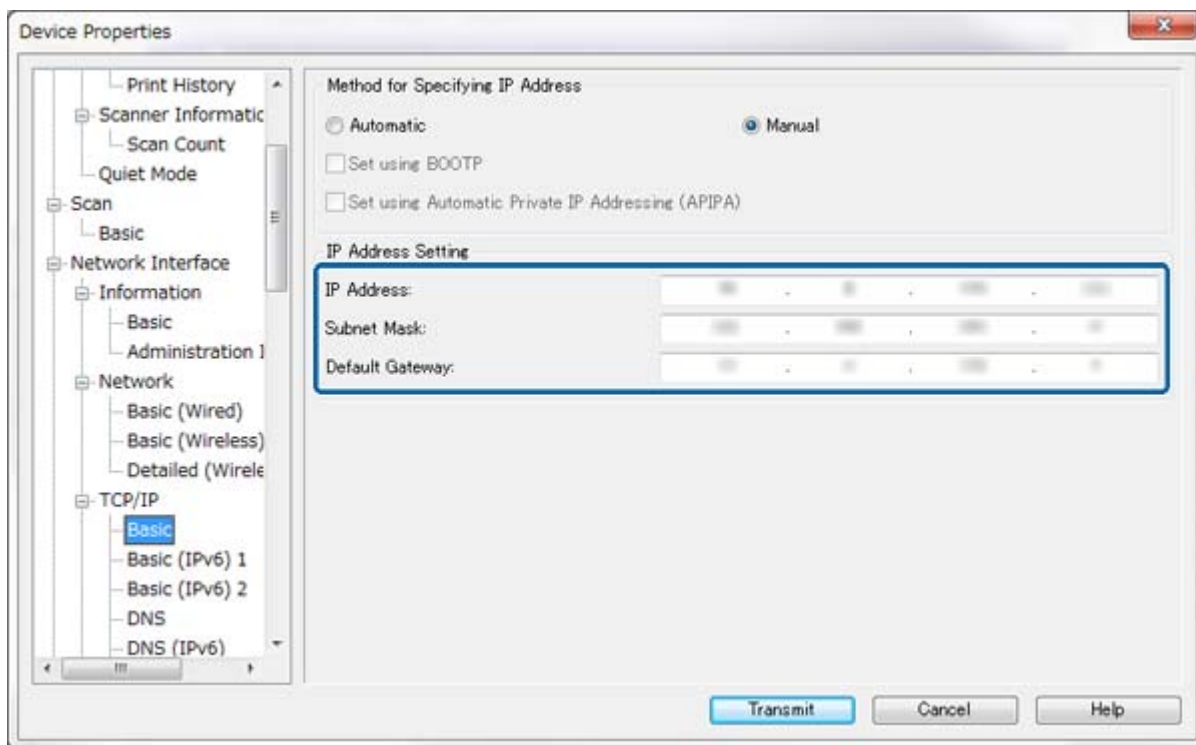 Device Properties
Print History
Scanner Informatic
Scan Count
Quiet Mode
Scan
Basic
Network Interface
Information
Basic
Administration I
Network
Basic (Wired)
Basic (Wireless)
Detailed (Wirele
TCP/IP
Basic
Basic (IPv6) 1
Basic (IPv6) 2
DNS
DNS (IPv6)
Method for Specifying IP Address
Automatic
Manual
Set using BOOTP
Set using Automatic Private IP Addressing (APIPA)
IP Address Setting
IP Address:
Subnet Mask:
Default Gateway:
Transmit
Cancel
Help